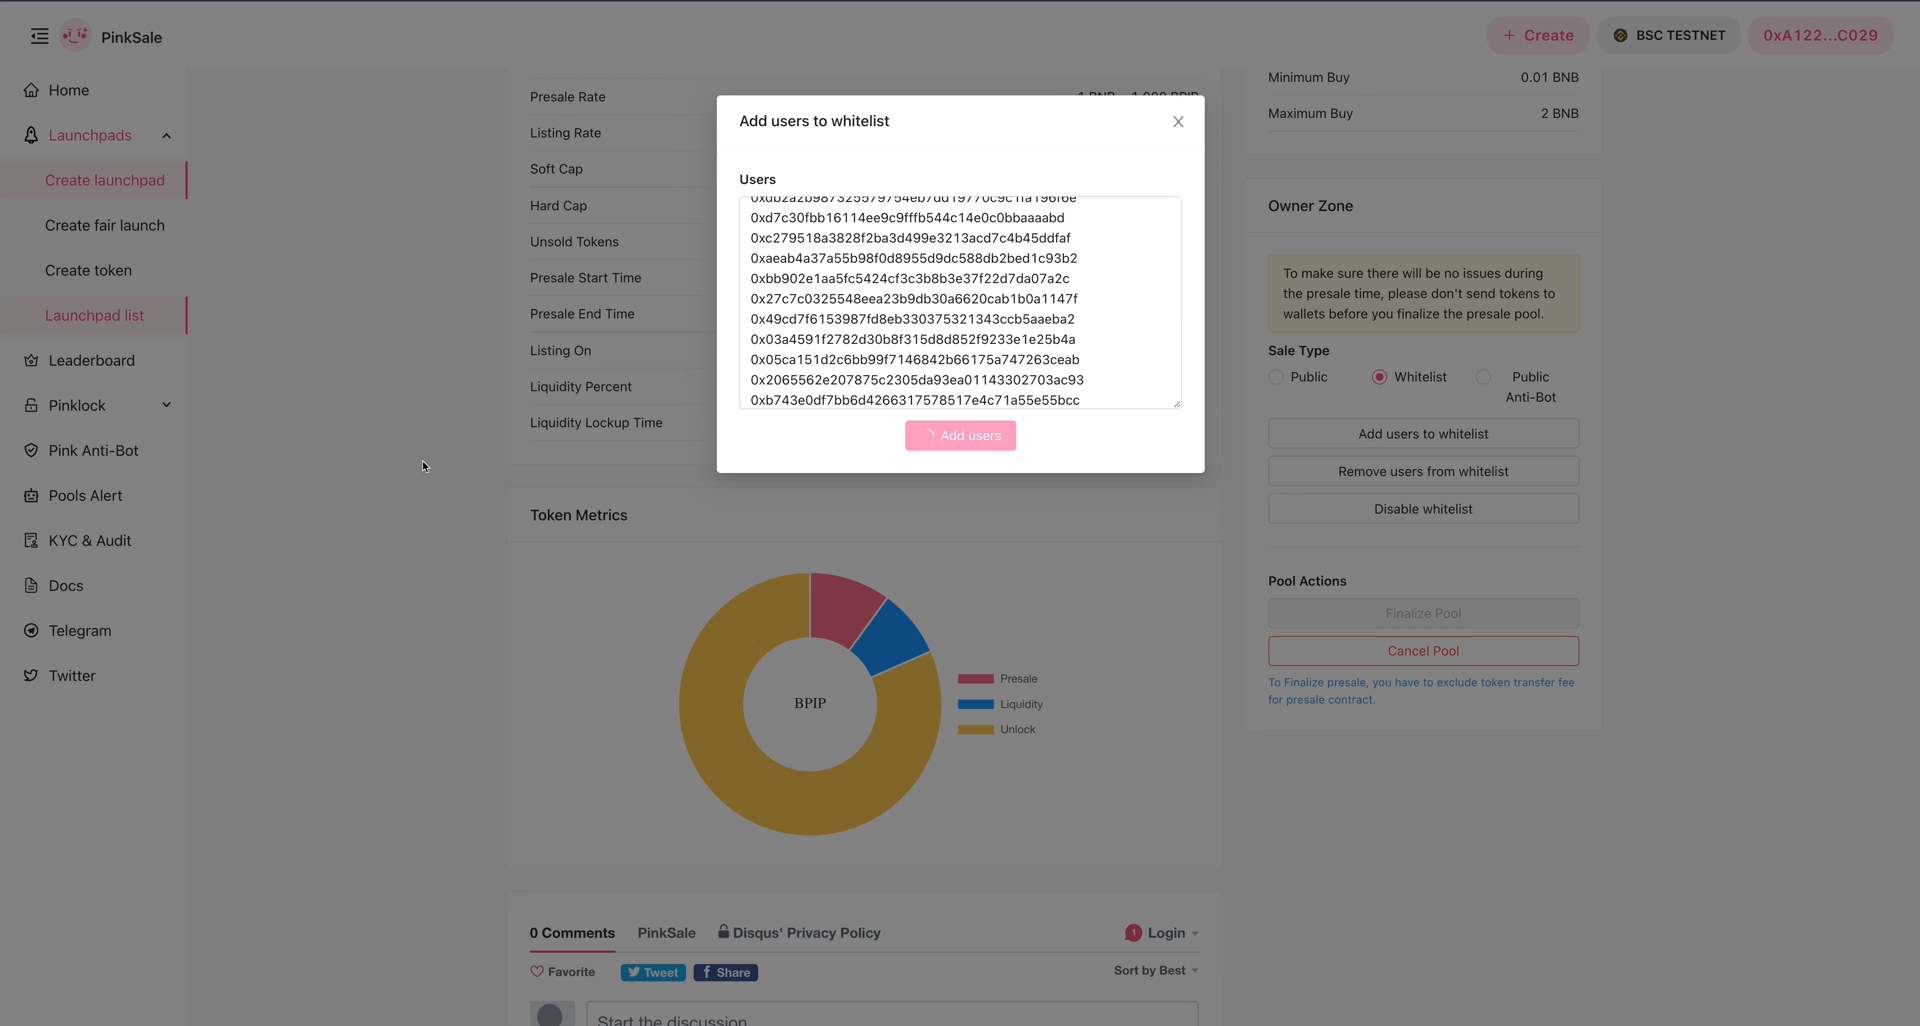 PinkSale
Create
BSC TESTNET
0xA122...C029
Home
Launchpads
Create launchpad
Create fair launch
Create token
Launchpad list
Leaderboard
Pinklock
Pink Anti-Bot
Pools Alert
KYC & Audit
Docs
Telegram
Twitter
Presale Rate
Listing Rate
Soft Cap
Hard Cap
Unsold Tokens
Presale Start Time
Presale End Time
Listing On
Liquidity Percent
Liquidity Lockup Time
Add users to whitelist
Users
0xd7c30fbb16114ee9c9fffb544c14e0c0bbaaaabd
0xc279518a3828f2ba3d499e3213acd7c4b45ddfaf
0xaeab4a37a55b98f0d8955d9dc588db2bed1c93b2
0xbb902e1aa5fc5424cf3c3b8b3e37f22d7da07a2c
0x27c7c0325548eea23b9db30a6620cab1b0a1147f
0x49cd7f6153987fd8eb330375321343ccb5aaeba2
0x03a4591f2782d30b8f315d8d852f9233e1e25b4a
0x05ca151d2c6bb99f7146842b66175a747263ceab
0x2065562e207875c2305da93ea01143302703ac93
0xb743e0df7bb6d4266317578517e4c71a55e55bcc
Add users
Token Metrics
BPIP
Presale
Liquidity
Unlock
0 Comments
PinkSale
Disqus' Privacy Policy
1
Login
Favorite
Tweet
Share
Sort by Best
Start the discussion
Minimum Buy
0.01 BNB
Maximum Buy
2 BNB
Owner Zone
To make sure there will be no issues during
the presale time, please don't send tokens to
wallets before you finalize the presale pool.
Sale Type
Public
Whitelist
Public
Anti-Bot
Add users to whitelist
Remove users from whitelist
Disable whitelist
Pool Actions
Finalize Pool
Cancel Pool
To Finalize presale, you have to exclude token transfer fee
for presale contract.